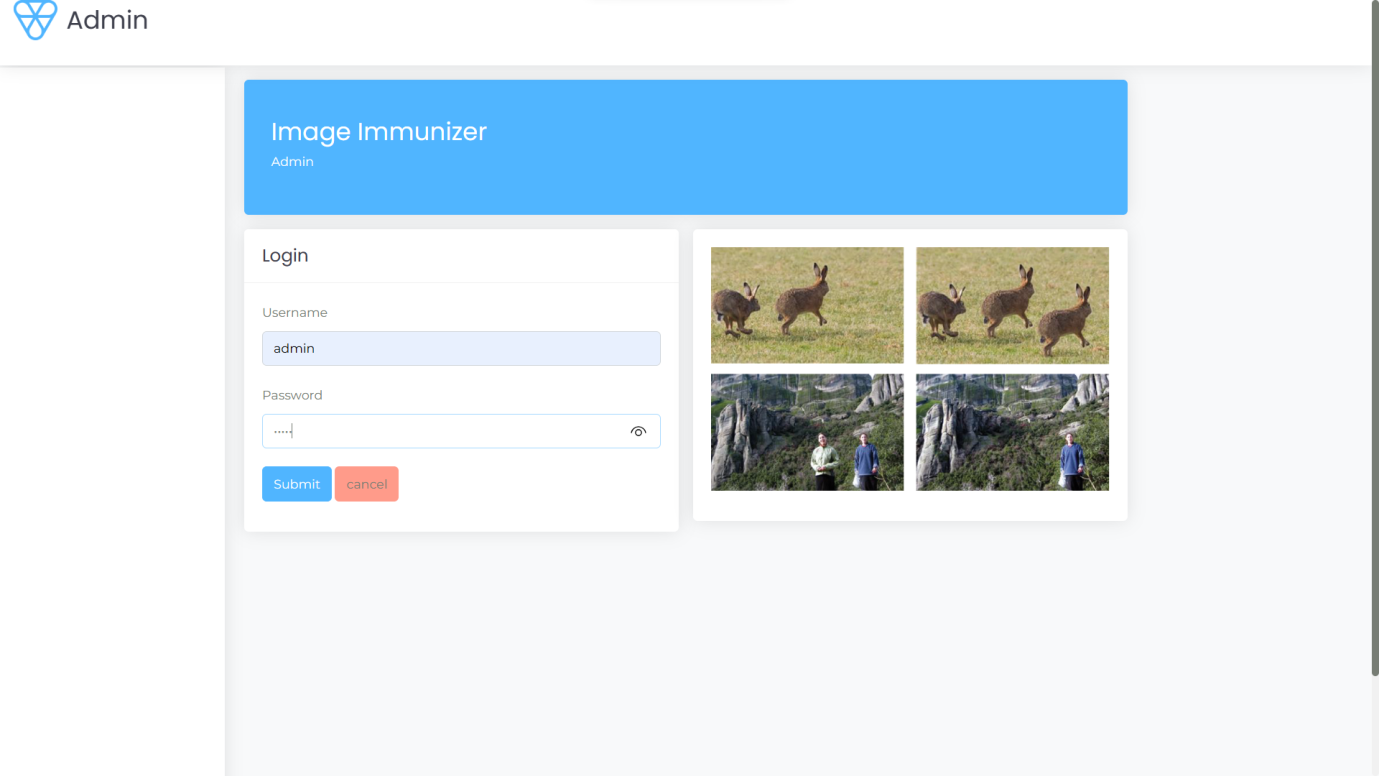 Admin
Image Immunizer
Admin
Login
Username
admin
Password
·····
Submit
cancel